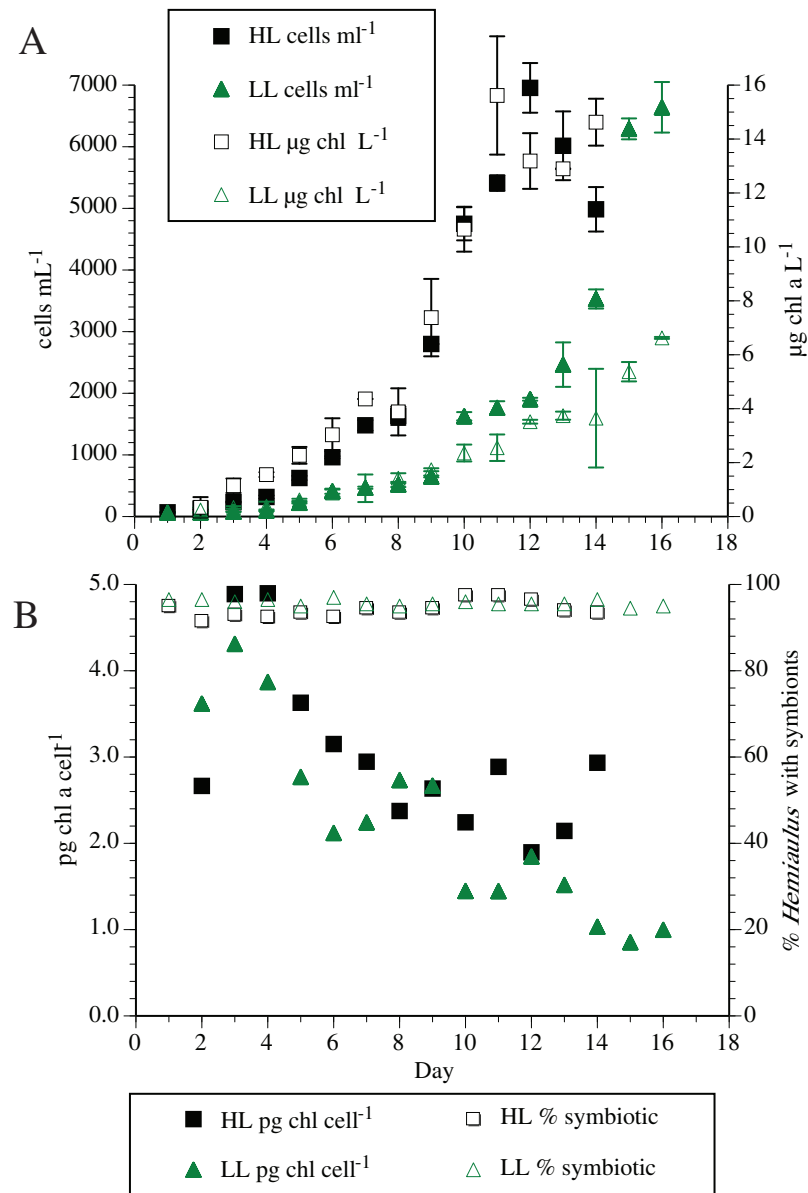 A
HL cells ml-1
LL cells ml-1
HL µg chl L-1
LL µg chl L-1
7000
6000
5000
4000
3000
2000
1000
0
cells mL-1
16
14
12
10
8
6
4
2
0
µg chl a L-1
0 2 4 6 8 10 12 14 16 18
B
5.0
4.0
3.0
2.0
1.0
0.0
pg chl a cell-1
100
80
60
40
20
0
% Hemiaulus with symbionts
0 2 4 6 8 10 12 14 16 18
Day
HL pg chl cell-1
HL % symbiotic
LL pg chl cell-1
LL % symbiotic